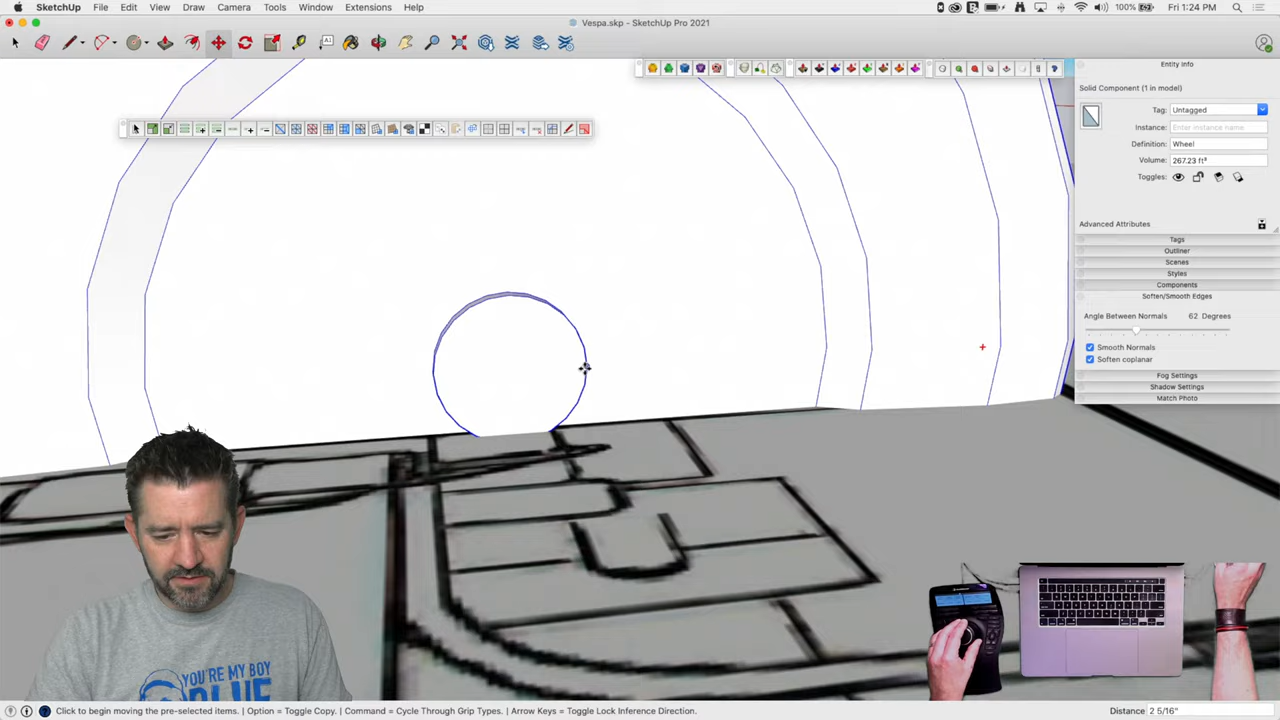 SketchUp File Edit View Camera Draw Tools Window Extensions Help 100% Fri 1:24 PM
Vespa.skp - SketchUp Pro 2021
Entity Info
Solid Component (1 in model)
Tag: Untagged
Instance: Enter instance name
Definition: Wheel
Volume: 267.23 ft³
Toggles:
Advanced Attributes
Tags
Outliner
Scenes
Styles
Components
Soften/Smooth Edges
Angle Between Normals 62 Degrees
Smooth Normals
Soften coplanar
Fog Settings
Shadow Settings
Match Photo
YOU'RE MY BOY
BLUE
Click to begin moving the pre-selected items. | Option = Toggle Copy. | Command = Cycle Through Grip Types. | Arrow Keys = Toggle Lock Inference Direction. Distance 2 5/16"